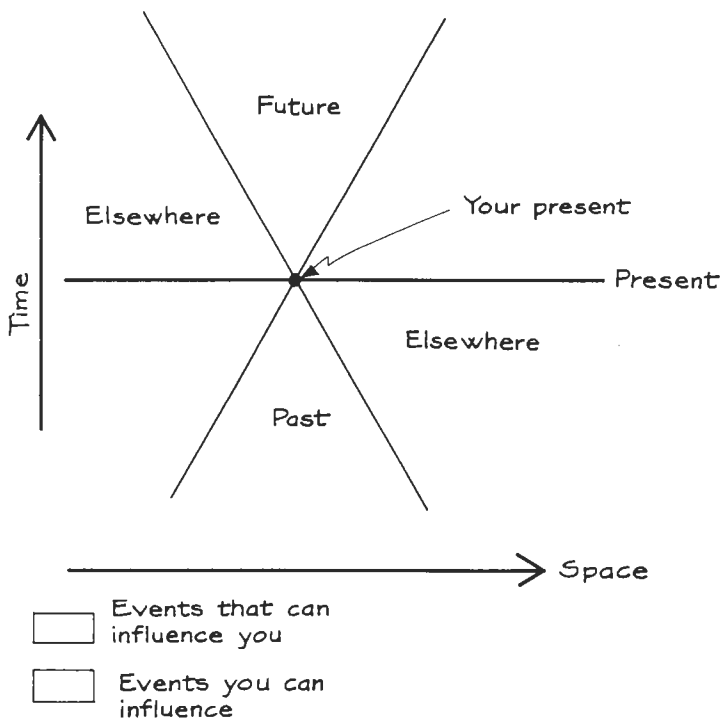 Future
Elsewhere
Your present
Time
Present
Elsewhere
Past
Space
Events that can
influence you
Events you can
influence